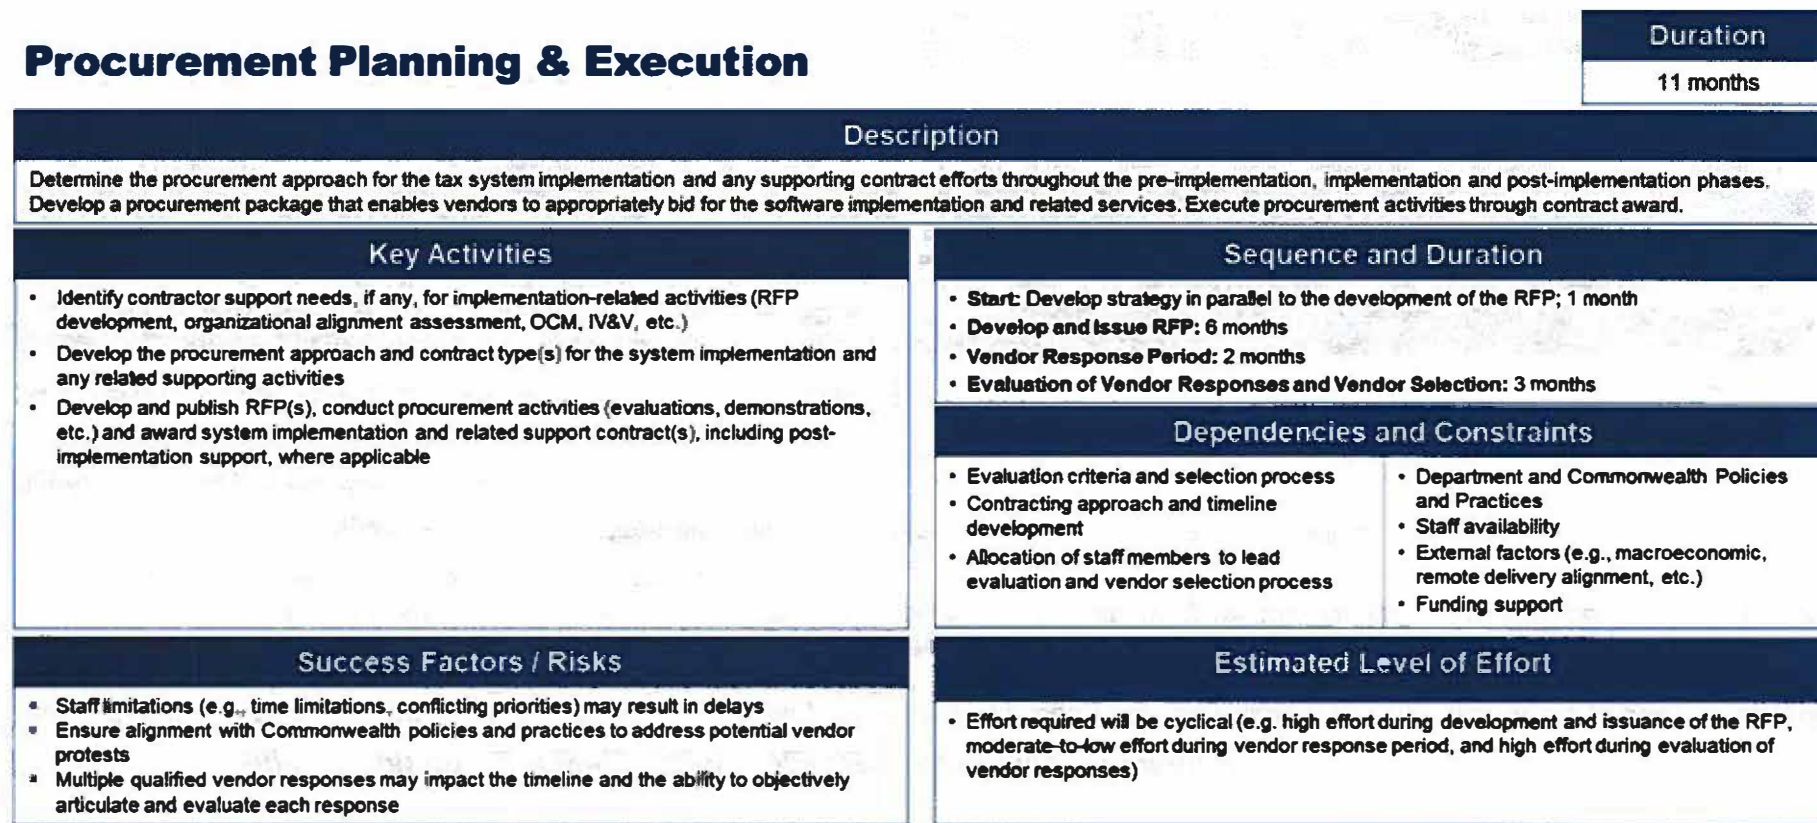 Procurement Planning & Execution
Duration
11 months
Description
Determine the procurement approach for the tax system implementation and any supporting contract efforts throughout the pre-implementation, implementation and post-implementation phases.
Develop a procurement package that enables vendors to appropriately bid for the software implementation and related services. Execute procurement activities through contract award.
Key Activities
• Identify contractor support needs, if any, for implementation-related activities (RFP
development, organizational alignment assessment, OCM, IV&V, etc.)
• Develop the procurement approach and contract type(s) for the system implementation and
any related supporting activities
• Develop and publish RFP(s), conduct procurement activities (evaluations, demonstrations,
etc.) and award system implementation and related support contract(s), including post-
implementation support, where applicable
Sequence and Duration
• Start: Develop strategy in parallel to the development of the RFP; 1 month
• Develop and Issue RFP: 6 months
• Vendor Response Period: 2 months
• Evaluation of Vendor Responses and Vendor Selection: 3 months
Dependencies and Constraints
• Evaluation criteria and selection process
• Contracting approach and timeline
development
• Allocation of staff members to lead
evaluation and vendor selection process
• Department and Commonwealth Policies
and Practices
• Staff availability
• External factors (e.g., macroeconomic,
remote delivery alignment, etc.)
• Funding support
Success Factors / Risks
▪ Staff limitations (e.g., time limitations, conflicting priorities) may result in delays
▪ Ensure alignment with Commonwealth policies and practices to address potential vendor
protests
▪ Multiple qualified vendor responses may impact the timeline and the ability to objectively
articulate and evaluate each response
Estimated Level of Effort
• Effort required will be cyclical (e.g. high effort during development and issuance of the RFP,
moderate-to-low effort during vendor response period, and high effort during evaluation of
vendor responses)